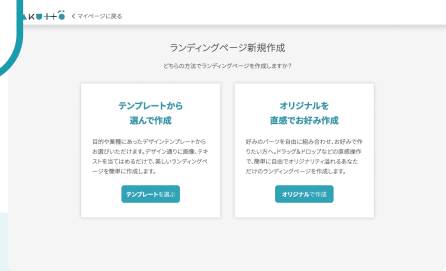 AKUTTO くマイページに戻る
ランディングページ新規作成
どちらの方法でランディングページを作成しますか?
テンプレートから
選んで作成
目的や業種にあったデザインテンプレートから
お選びいただけます。デザイン通りに画像、テキ
ストを当てはめるだけで、美しいランディングペ
ージを簡単に作成します。
テンプレートを選ぶ
オリジナルを
直感でお好み作成
好みのパーツを自由に組み合わせ、お好みで作
りたい方へ。ドラッグ&ドロップなどの直感操作
で、簡単に自由でオリジナリティ溢れるあなた
だけのランディングページを作成します。
オリジナルで作成